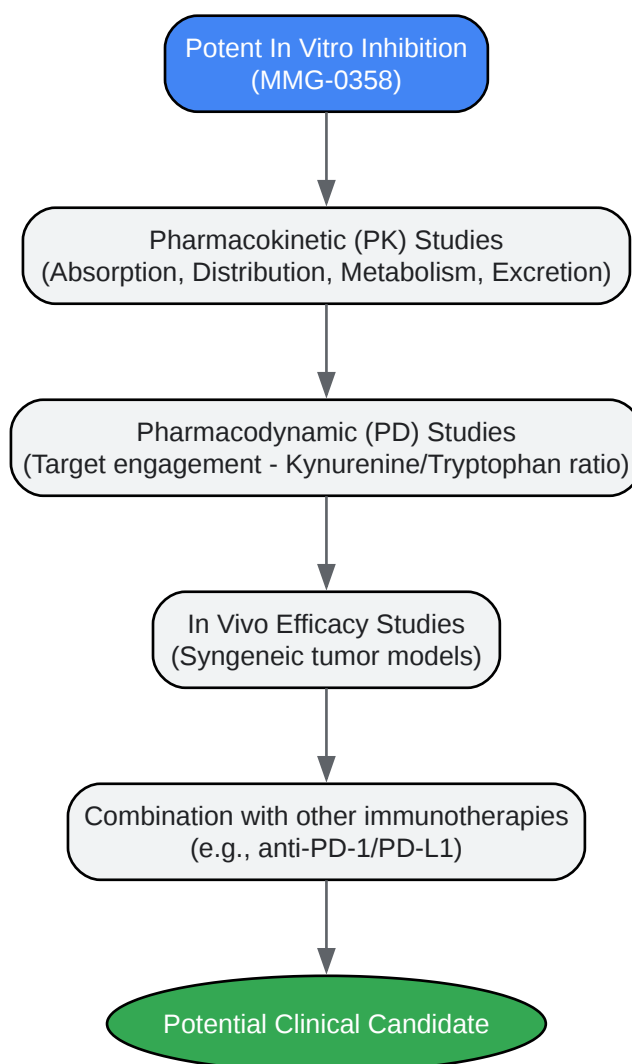 Potent In Vitro Inhibition
(MMG-0358)
Pharmacokinetic (PK) Studies
(Absorption, Distribution, Metabolism, Excretion)
Pharmacodynamic (PD) Studies
(Target engagement - Kynurenine/Tryptophan ratio)
In Vivo Efficacy Studies
(Syngeneic tumor models)
Combination with other immunotherapies
(e.g., anti-PD-1/PD-L1)
Potential Clinical Candidate